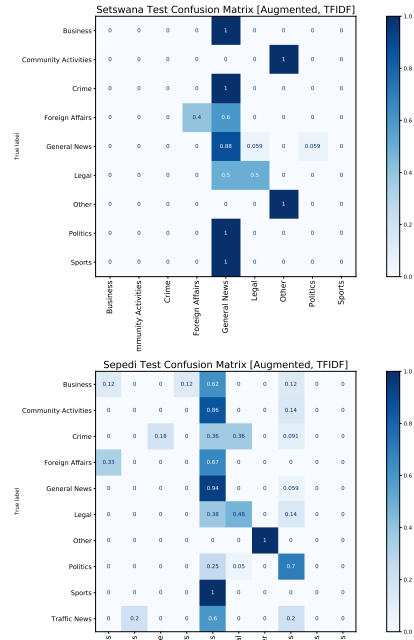 Setswana Test Confusion Matrix [Augmented, TFIDF]
Business 0 0 0 0 1 0 0 0 0
Community Activities 0 0 0 0 0 0 1 0 0
Crime 0 0 0 0 1 0 0 0 0
Foreign Affairs 0 0 0 0.4 0.6 0 0 0 0
General News 0 0 0 0 0.88 0.059 0 0.059 0
Legal 0 0 0 0 0.5 0.5 0 0 0
Other 0 0 0 0 0 0 1 0 0
Politics 0 0 0 0 1 0 0 0 0
Sports 0 0 0 0 1 0 0 0 0
True label
Business
mmunity Activities
Crime
Foreign Affairs
General News
Legal
Other
Politics
Sports
1.0
0.8
0.6
0.4
0.2
0.0
Sepedi Test Confusion Matrix [Augmented, TFIDF]
Business 0.12 0 0 0.12 0.62 0 0 0.12 0 0
Community Activities 0 0 0 0 0.86 0 0 0.14 0 0
Crime 0 0 0.18 0 0.36 0.36 0 0.091 0 0
Foreign Affairs 0.33 0 0 0 0.67 0 0 0 0 0
General News 0 0 0 0 0.94 0 0 0.059 0 0
Legal 0 0 0 0 0.38 0.48 0 0.14 0 0
Other 0 0 0 0 0 0 1 0 0 0
Politics 0 0 0 0 0.25 0.05 0 0.7 0 0
Sports 0 0 0 0 1 0 0 0 0 0
Traffic News 0 0.2 0 0 0.6 0 0 0.2 0 0
True label
1.0
0.8
0.6
0.4
0.2
0.0